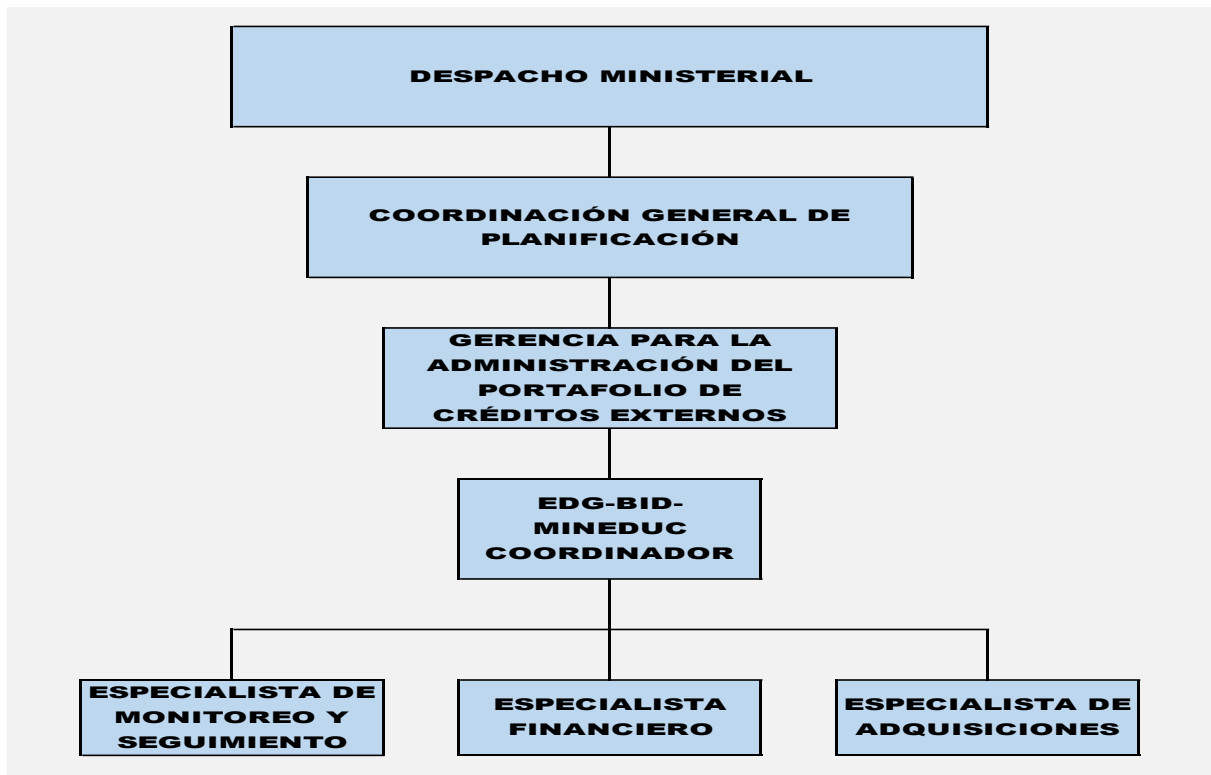 DESPACHO MINISTERIAL
COORDINACIÓN GENERAL DE
PLANIFICACIÓN
GERENCIA PARA LA
ADMINISTRACIÓN DEL
PORTAFOLIO DE
CRÉDITOS EXTERNOS
EDG-BID-
MINEDUC
COORDINADOR
ESPECIALISTA DE
MONITOREO Y
SEGUIMIENTO
ESPECIALISTA
FINANCIERO
ESPECIALISTA DE
ADQUISICIONES